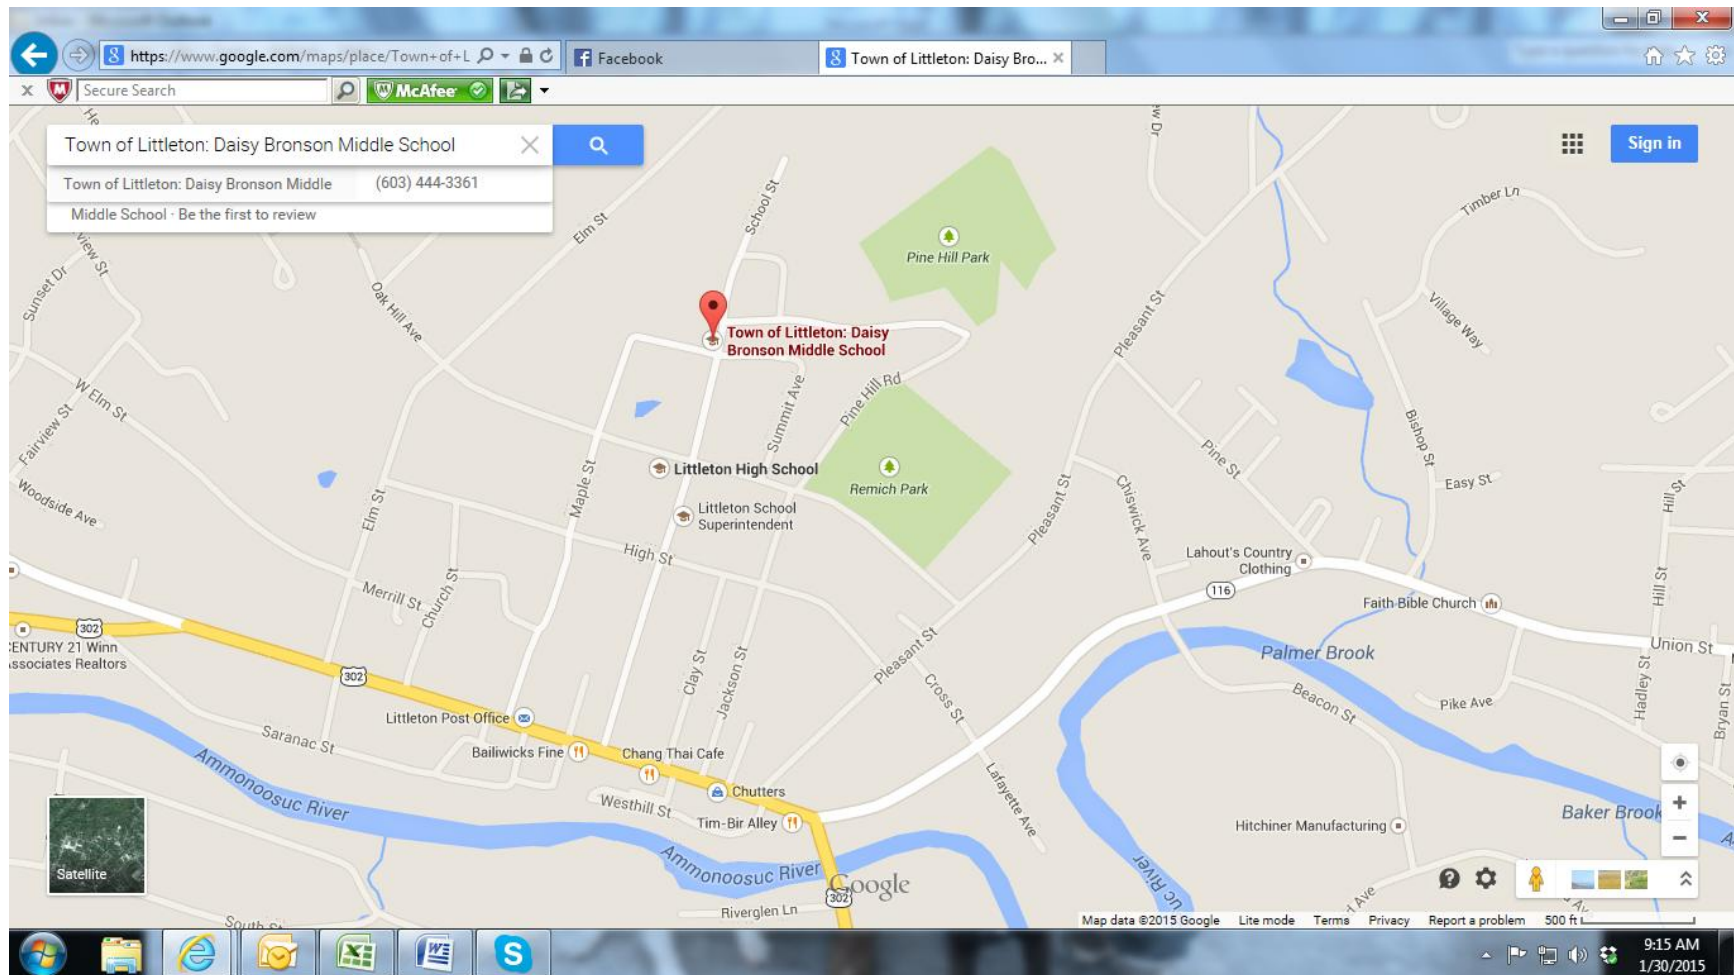 https://www.google.com/maps/place/Town+of+L
Facebook
Town of Littleton: Daisy Bro...
Secure Search
McAfee
Town of Littleton: Daisy Bronson Middle School
Sign in
Town of Littleton: Daisy Bronson Middle
(603) 444-3361
Middle School · Be the first to review
School St
Elm St
Timber Ln
Pine Hill Park
View St
Sunset Dr
Oak Hill Ave
Pleasant St
Village Way
Town of Littleton: Daisy
Bronson Middle School
Pine Hill Rd
Summit Ave
W Elm St
Fairview St
Bishop St
Pine St
Littleton High School
Remich Park
Maple St
Easy St
Hill St
Woodside Ave
Elm St
Chiswick Ave
Pleasant St
Littleton School
Superintendent
High St
Lahout's Country
Clothing
Merrill St
Church St
116
Faith Bible Church
Hill St
302
ENTURY 21 Winn
ssociates Realtors
302
Union St
Palmer Brook
Pleasant St
Clay St
Jackson St
Cross St
Beacon St
Pike Ave
Hadley St
Bryan St
Littleton Post Office
Saranac St
Bailiwicks Fine
Chang Thai Cafe
Ammonoosuc River
Lafayette Ave
Chutters
Westhill St
Tim-Bir Alley
Hitchiner Manufacturing
Baker Brook
Satellite
Ammonoosuc River
Google
302
Riverglen Ln
South St
Map data ©2015 Google
Lite mode
Terms
Privacy
Report a problem
500 ft
9:15 AM
1/30/2015